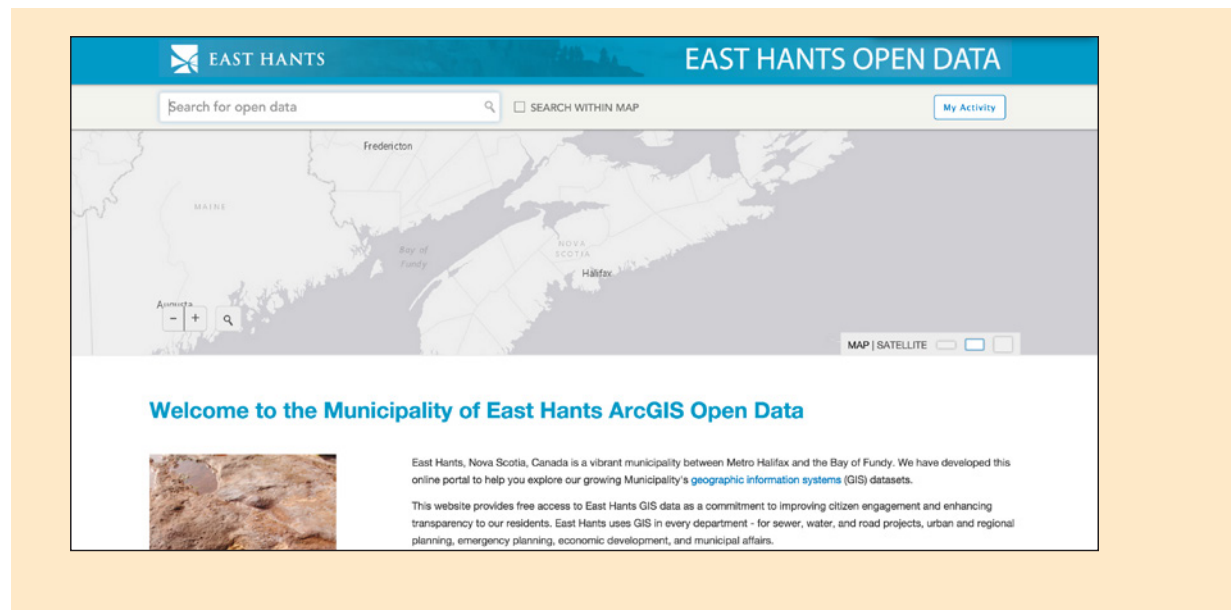 EAST HANTS
EAST HANTS OPEN DATA
Search for open data
SEARCH WITHIN MAP
My Activity
Fredericton
MAINE
Bay of
Fundy
NOVA
SCOTIA
Halifax
Augusta
- +
MAP | SATELLITE
Welcome to the Municipality of East Hants ArcGIS Open Data
East Hants, Nova Scotia, Canada is a vibrant municipality between Metro Halifax and the Bay of Fundy. We have developed this
online portal to help you explore our growing Municipality's geographic information systems (GIS) datasets.
This website provides free access to East Hants GIS data as a commitment to improving citizen engagement and enhancing
transparency to our residents. East Hants uses GIS in every department - for sewer, water, and road projects, urban and regional
planning, emergency planning, economic development, and municipal affairs.